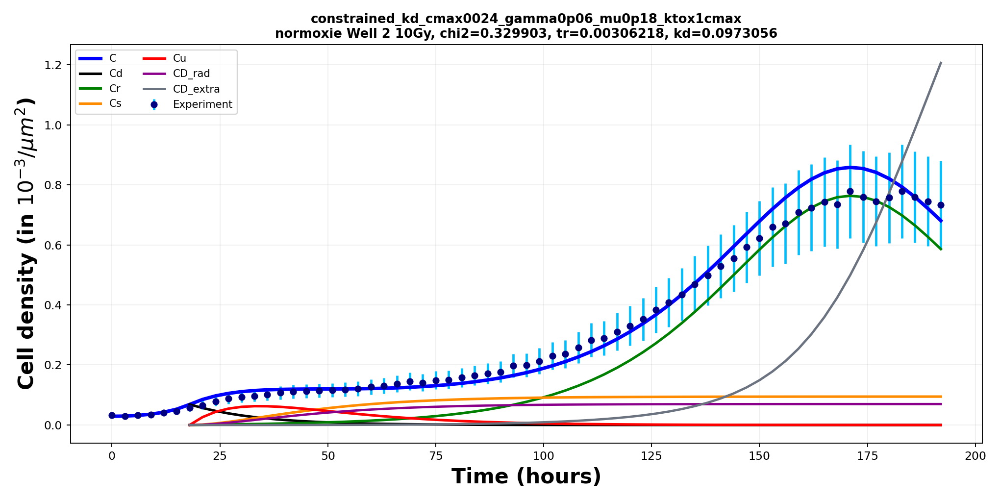 constrained_kd_cmax0024_gamma0p06_mu0p18_ktox1cmax
normoxie Well 2 10Gy, chi2=0.329903, tr=0.00306218, kd=0.0973056
C
Cd
Cr
Cs
Cu
CD_rad
CD_extra
Experiment
Cell density (in 10⁻³/μm²)
1.2
1.0
0.8
0.6
0.4
0.2
0.0
0 25 50 75 100 125 150 175 200
Time (hours)